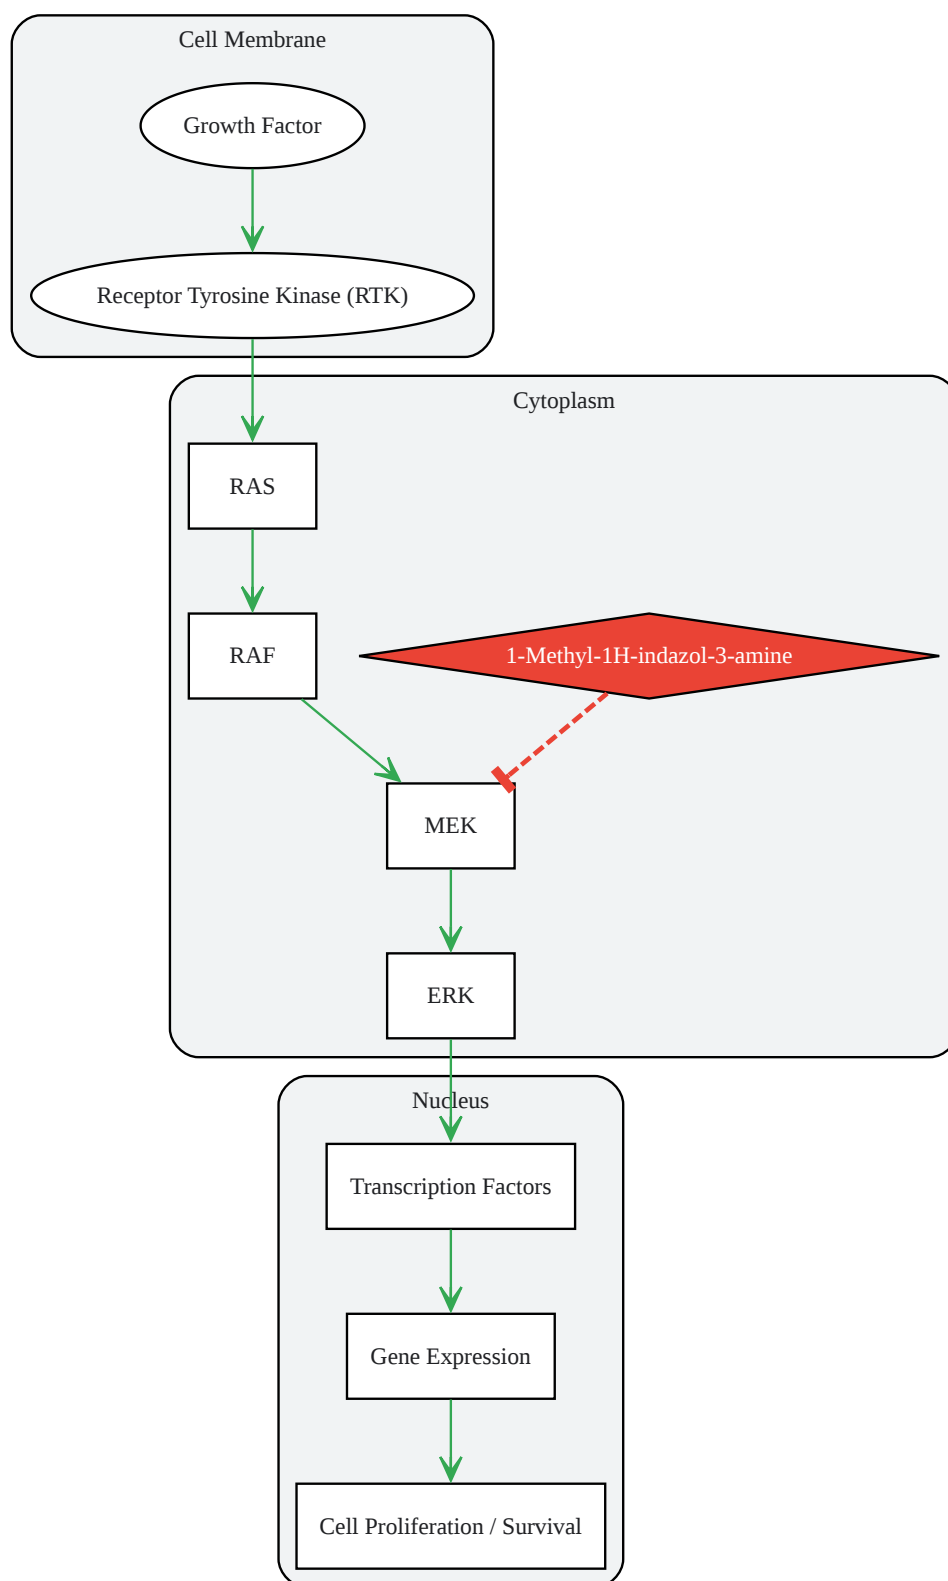 Cell Membrane
Growth Factor
Receptor Tyrosine Kinase (RTK)
Cytoplasm
RAS
RAF
1-Methyl-1H-indazol-3-amine
MEK
ERK
Nucleus
Transcription Factors
Gene Expression
Cell Proliferation / Survival